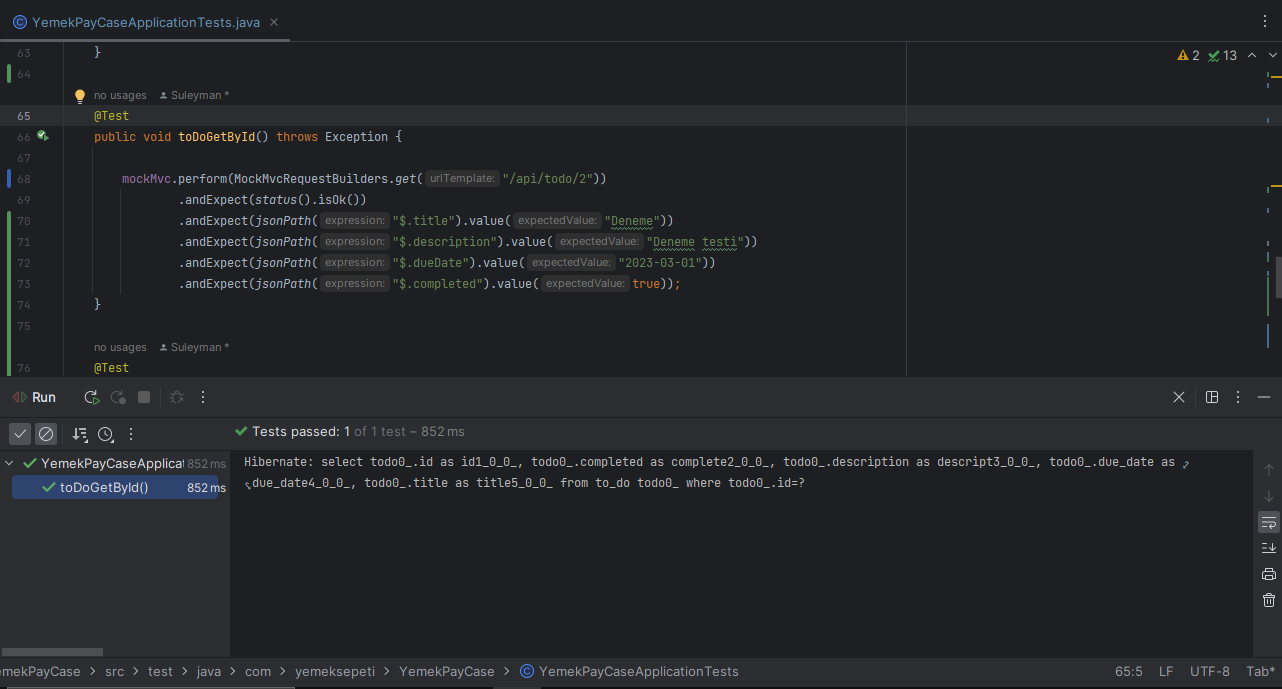 YemekPayCaseApplicationTests.java
63 }
64
2 13
no usages Suleyman *
65 @Test
66 public void toDoGetById() throws Exception {
67
68 mockMvc.perform(MockMvcRequestBuilders.get( urlTemplate: "/api/todo/2"))
69 .andExpect(status().isOk())
70 .andExpect(jsonPath( expression: "$.title").value( expectedValue: "Deneme"))
71 .andExpect(jsonPath( expression: "$.description").value( expectedValue: "Deneme testi"))
72 .andExpect(jsonPath( expression: "$.dueDate").value( expectedValue: "2023-03-01"))
73 .andExpect(jsonPath( expression: "$.completed").value( expectedValue: true));
74 }
75
no usages Suleyman *
76 @Test
Run
Tests passed: 1 of 1 test – 852 ms
YemekPayCaseApplicat 852 ms
toDoGetById() 852 ms
Hibernate: select todo0_.id as id1_0_0_, todo0_.completed as complete2_0_0_, todo0_.description as descript3_0_0_, todo0_.due_date as
due_date4_0_0_, todo0_.title as title5_0_0_ from to_do todo0_ where todo0_.id=?
emekPayCase > src > test > java > com > yemeksepeti > YemekPayCase > YemekPayCaseApplicationTests
65:5 LF UTF-8 Tab*